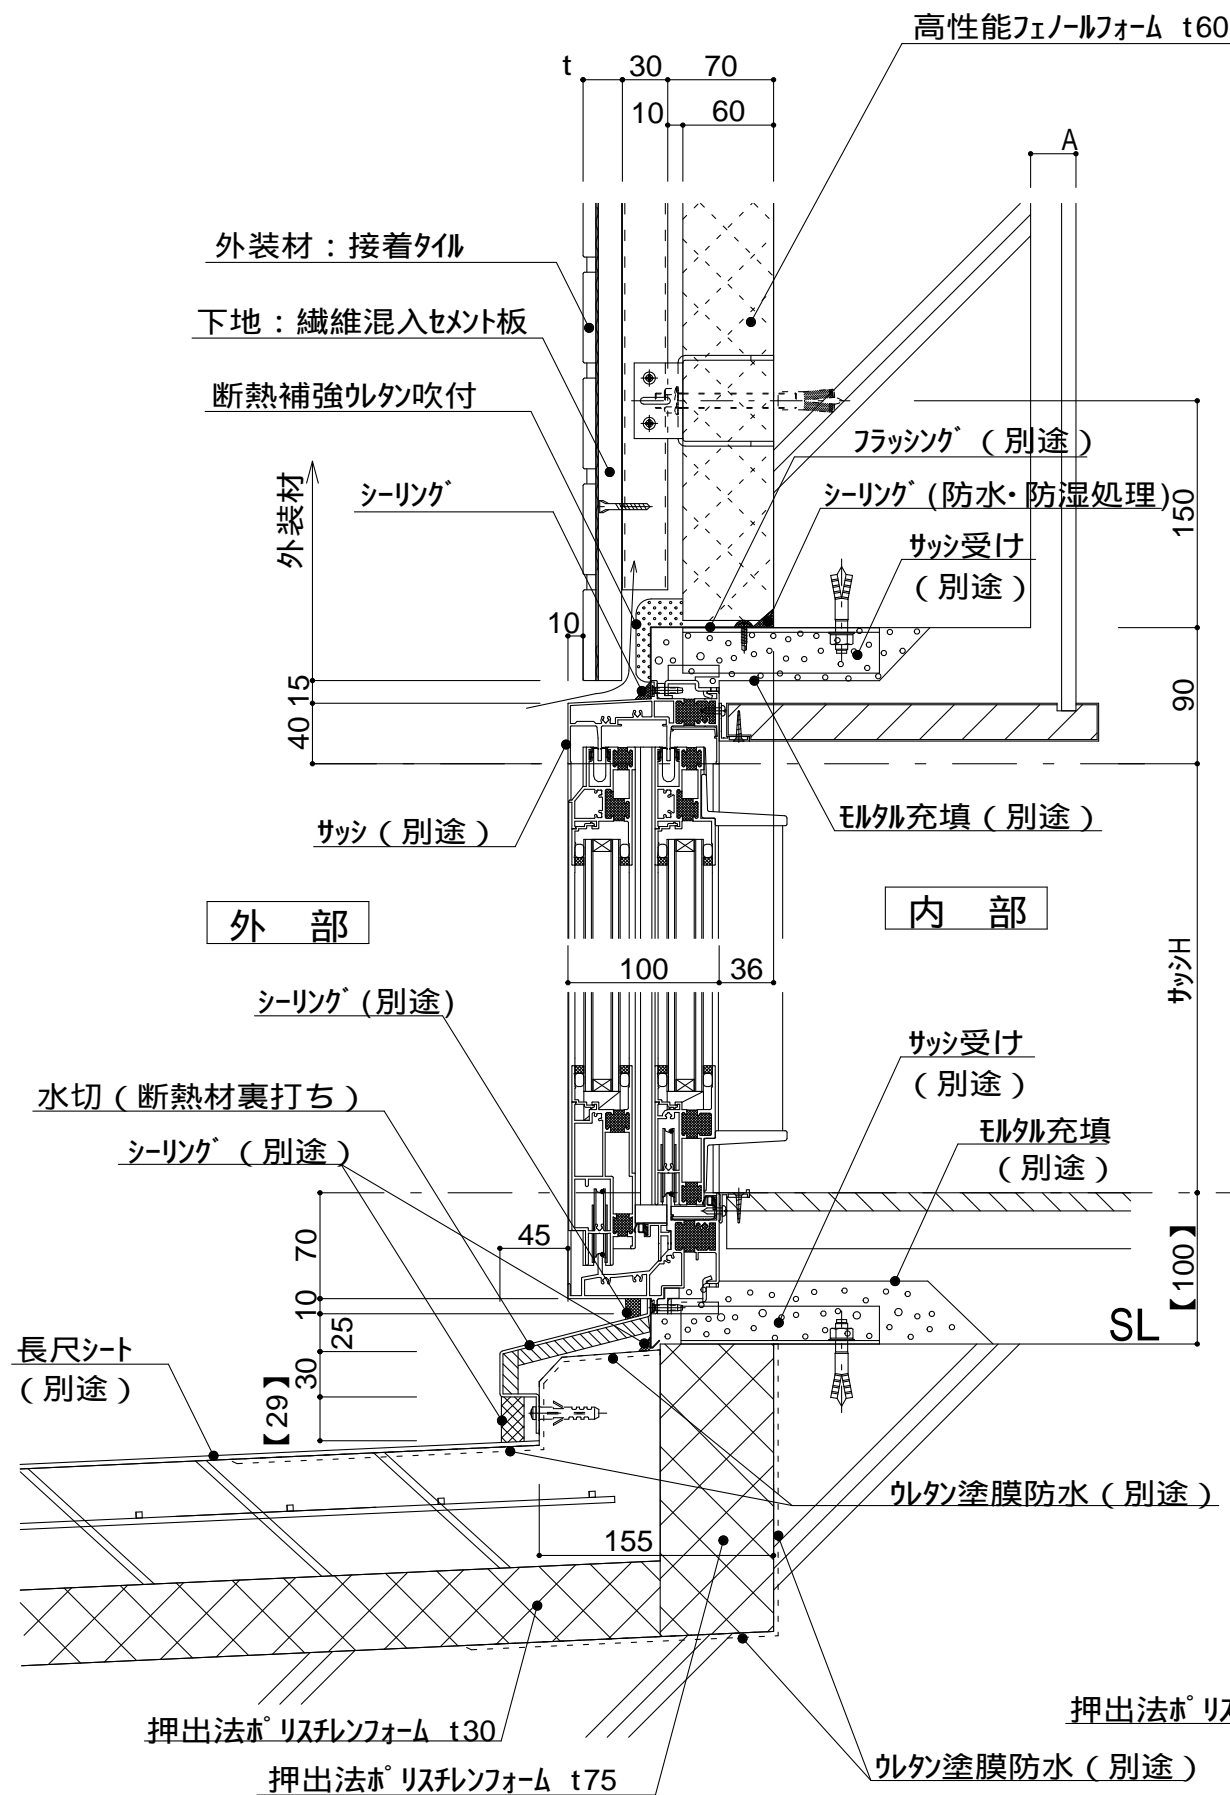 高性能フェノールフォーム t60
t 30 70
10 60
A
外装材：接着タイル
下地：繊維混入セメント板
断熱補強ウレタン吹付
フラッシング（別途）
シーリング
シーリング(防水・防湿処理)
外装材
150
サッシ受け
（別途）
10
15
40
90
サッシ（別途）
モルタル充填（別途）
外 部
内 部
100 36
サッシH
シーリング(別途)
サッシ受け
（別途）
水切（断熱材裏打ち）
シーリング（別途）
モルタル充填
（別途）
45
70
10
25
30
【29】
【100】
SL
長尺シート
（別途）
ウレタン塗膜防水（別途）
155
押出法ポリスチレンフォーム t30
押出法ポリス
押出法ポリスチレンフォーム t75
ウレタン塗膜防水（別途）